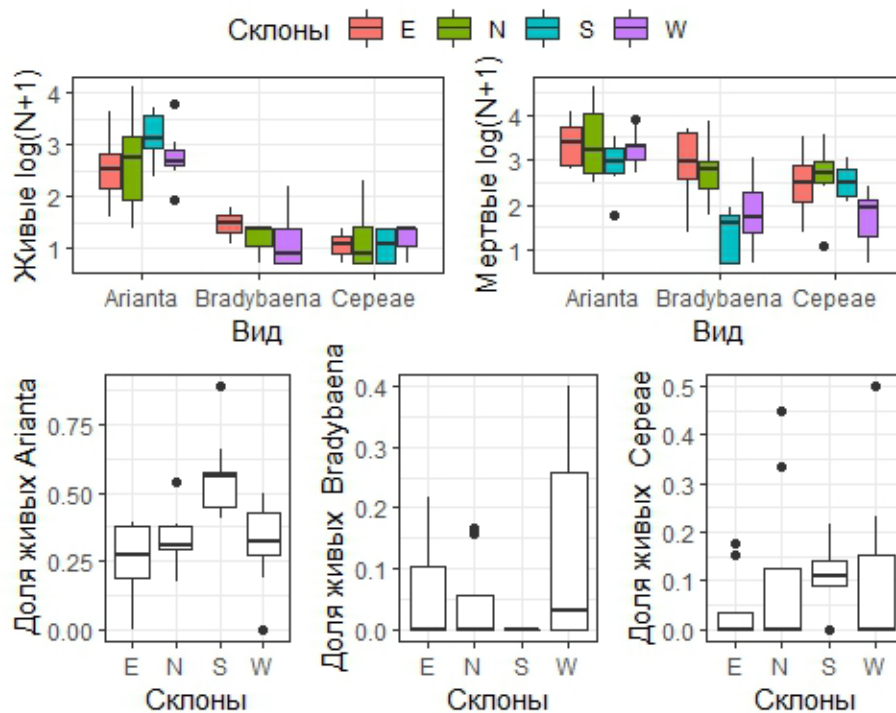 Склоны E N S W
Живые log(N+1)
4
3
2
1
Arianta Bradybaena Cepeae
Вид
Мертвые log(N+1)
4
3
2
1
Arianta Bradybaena Cepeae
Вид
Доля живых Arianta
0.75
0.50
0.25
0.00
E N S W
Склоны
Доля живых Bradybaena
0.4
0.3
0.2
0.1
0.0
E N S W
Склоны
Доля живых Cepeae
0.5
0.4
0.3
0.2
0.1
0.0
E N S W
Склоны